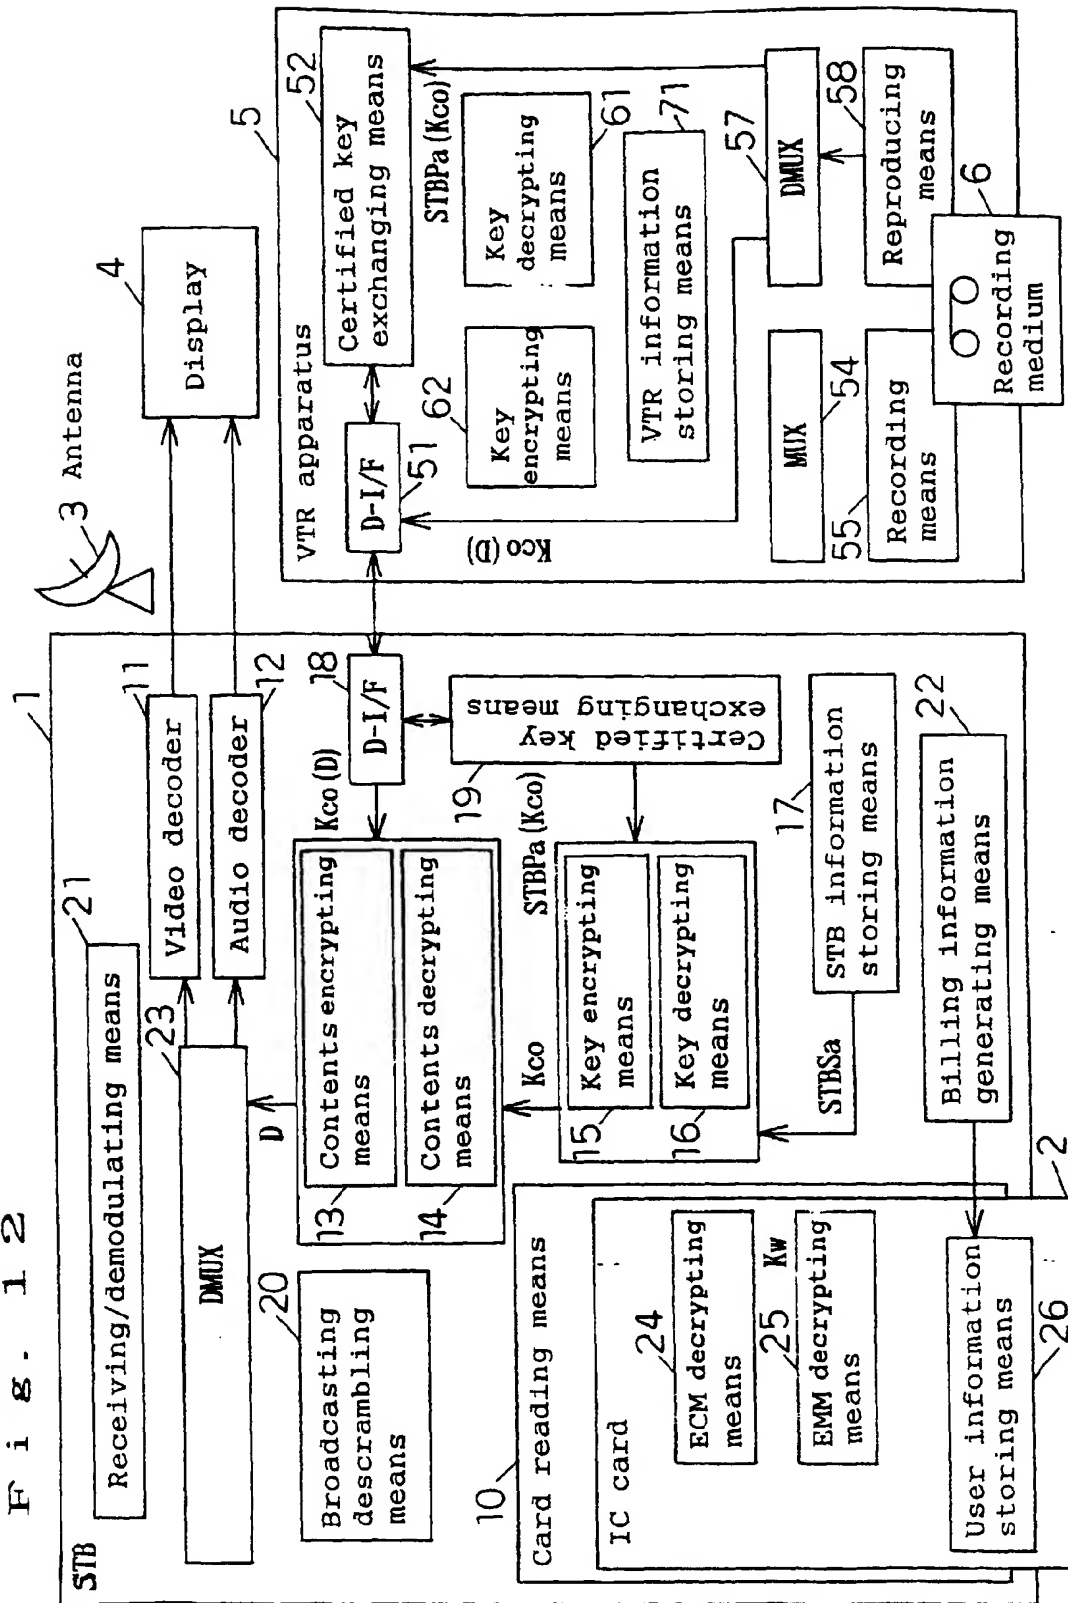 Fig. 12
STB
1
Receiving/demodulating means
21
DMUX
23
Video decoder
11
Audio decoder
12
3
Antenna
Display
4
Broadcasting
descrambling
means
20
D
Contents encrypting
means
13
Contents decrypting
means
14
Kco(D)
D-I/F
18
Certified key
exchanging means
19
STBPa(Kco)
Kco
Key encrypting
means
15
Key decrypting
means
16
STBSa
STB information
storing means
17
Billing information
generating means
22
Card reading means
10
IC card
2
ECM decrypting
means
24
Kw
EMM decrypting
means
25
User information
storing means
26
VTR apparatus
5
D-I/F
51
Certified key
exchanging means
52
STBPa(Kco)
Kco(D)
Key
encrypting
means
62
Key
decrypting
means
61
VTR information
storing means
71
MUX
54
DMUX
57
Recording
means
55
Reproducing
means
58
Recording
medium
6